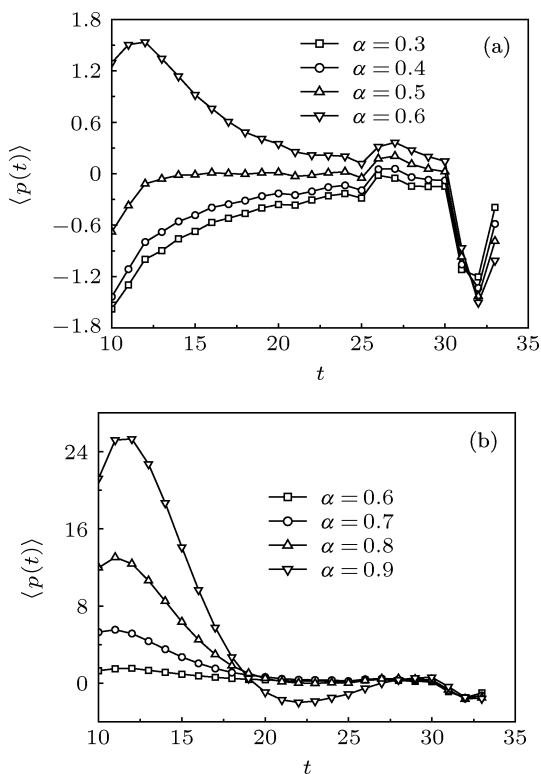 (a)
α = 0.3
α = 0.4
α = 0.5
α = 0.6
1.8
1.2
0.6
0
−0.6
−1.2
−1.8
⟨p(t)⟩
10 15 20 25 30 35
t
(b)
α = 0.6
α = 0.7
α = 0.8
α = 0.9
24
16
8
0
⟨p(t)⟩
10 15 20 25 30 35
t